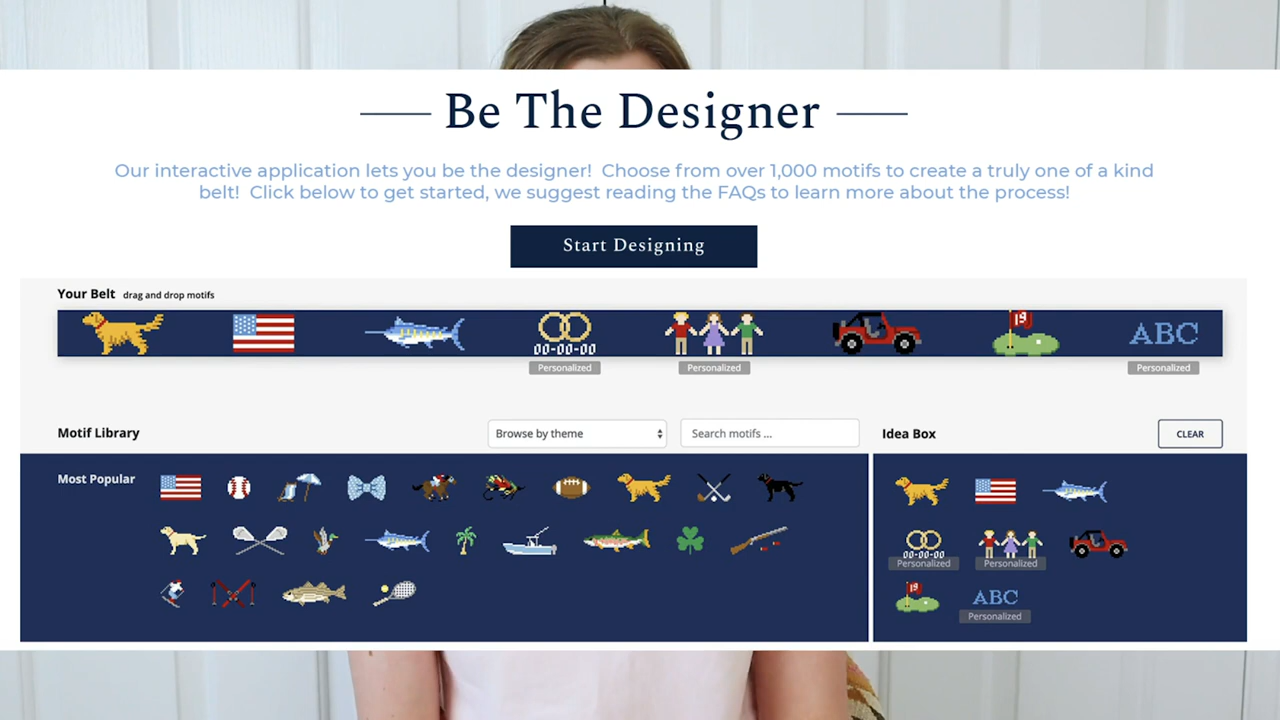 Be The Designer
Our interactive application lets you be the designer! Choose from over 1,000 motifs to create a truly one of a kind
belt! Click below to get started, we suggest reading the FAQs to learn more about the process!
Start Designing
Your Belt drag and drop motifs
00-00-00
19
ABC
Personalized
Personalized
Personalized
Motif Library
Browse by theme
Search motifs ...
Idea Box
CLEAR
Most Popular
00-00-00
Personalized
Personalized
19
ABC
Personalized